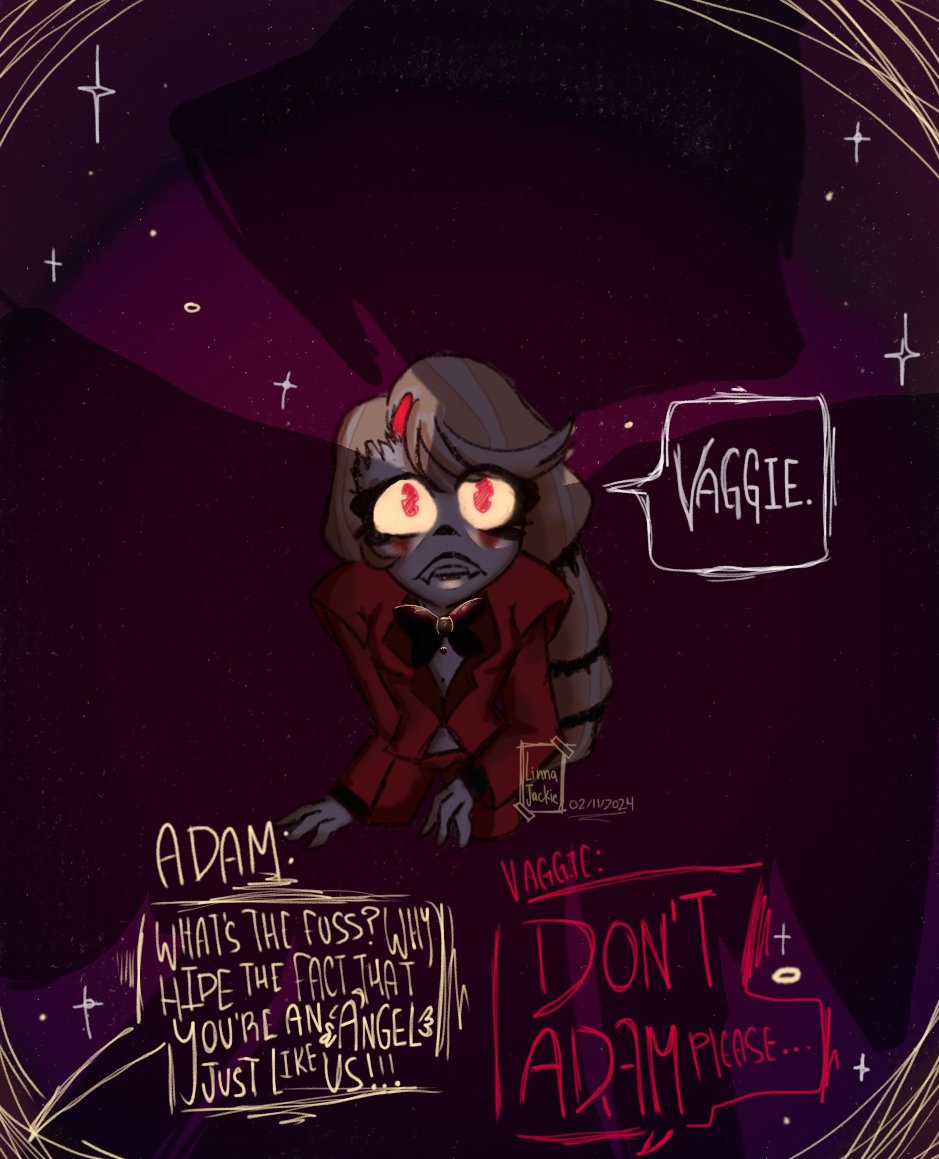 VAGGIE.
Linna
Jackie
02/11/2024
ADAM:
WHAT'S THE FUSS? WHY
HIDE THE FACT THAT
YOU'RE AN ANGEL
JUST LIKE US!!!
VAGGIE:
DON'T
ADAM PLEASE...